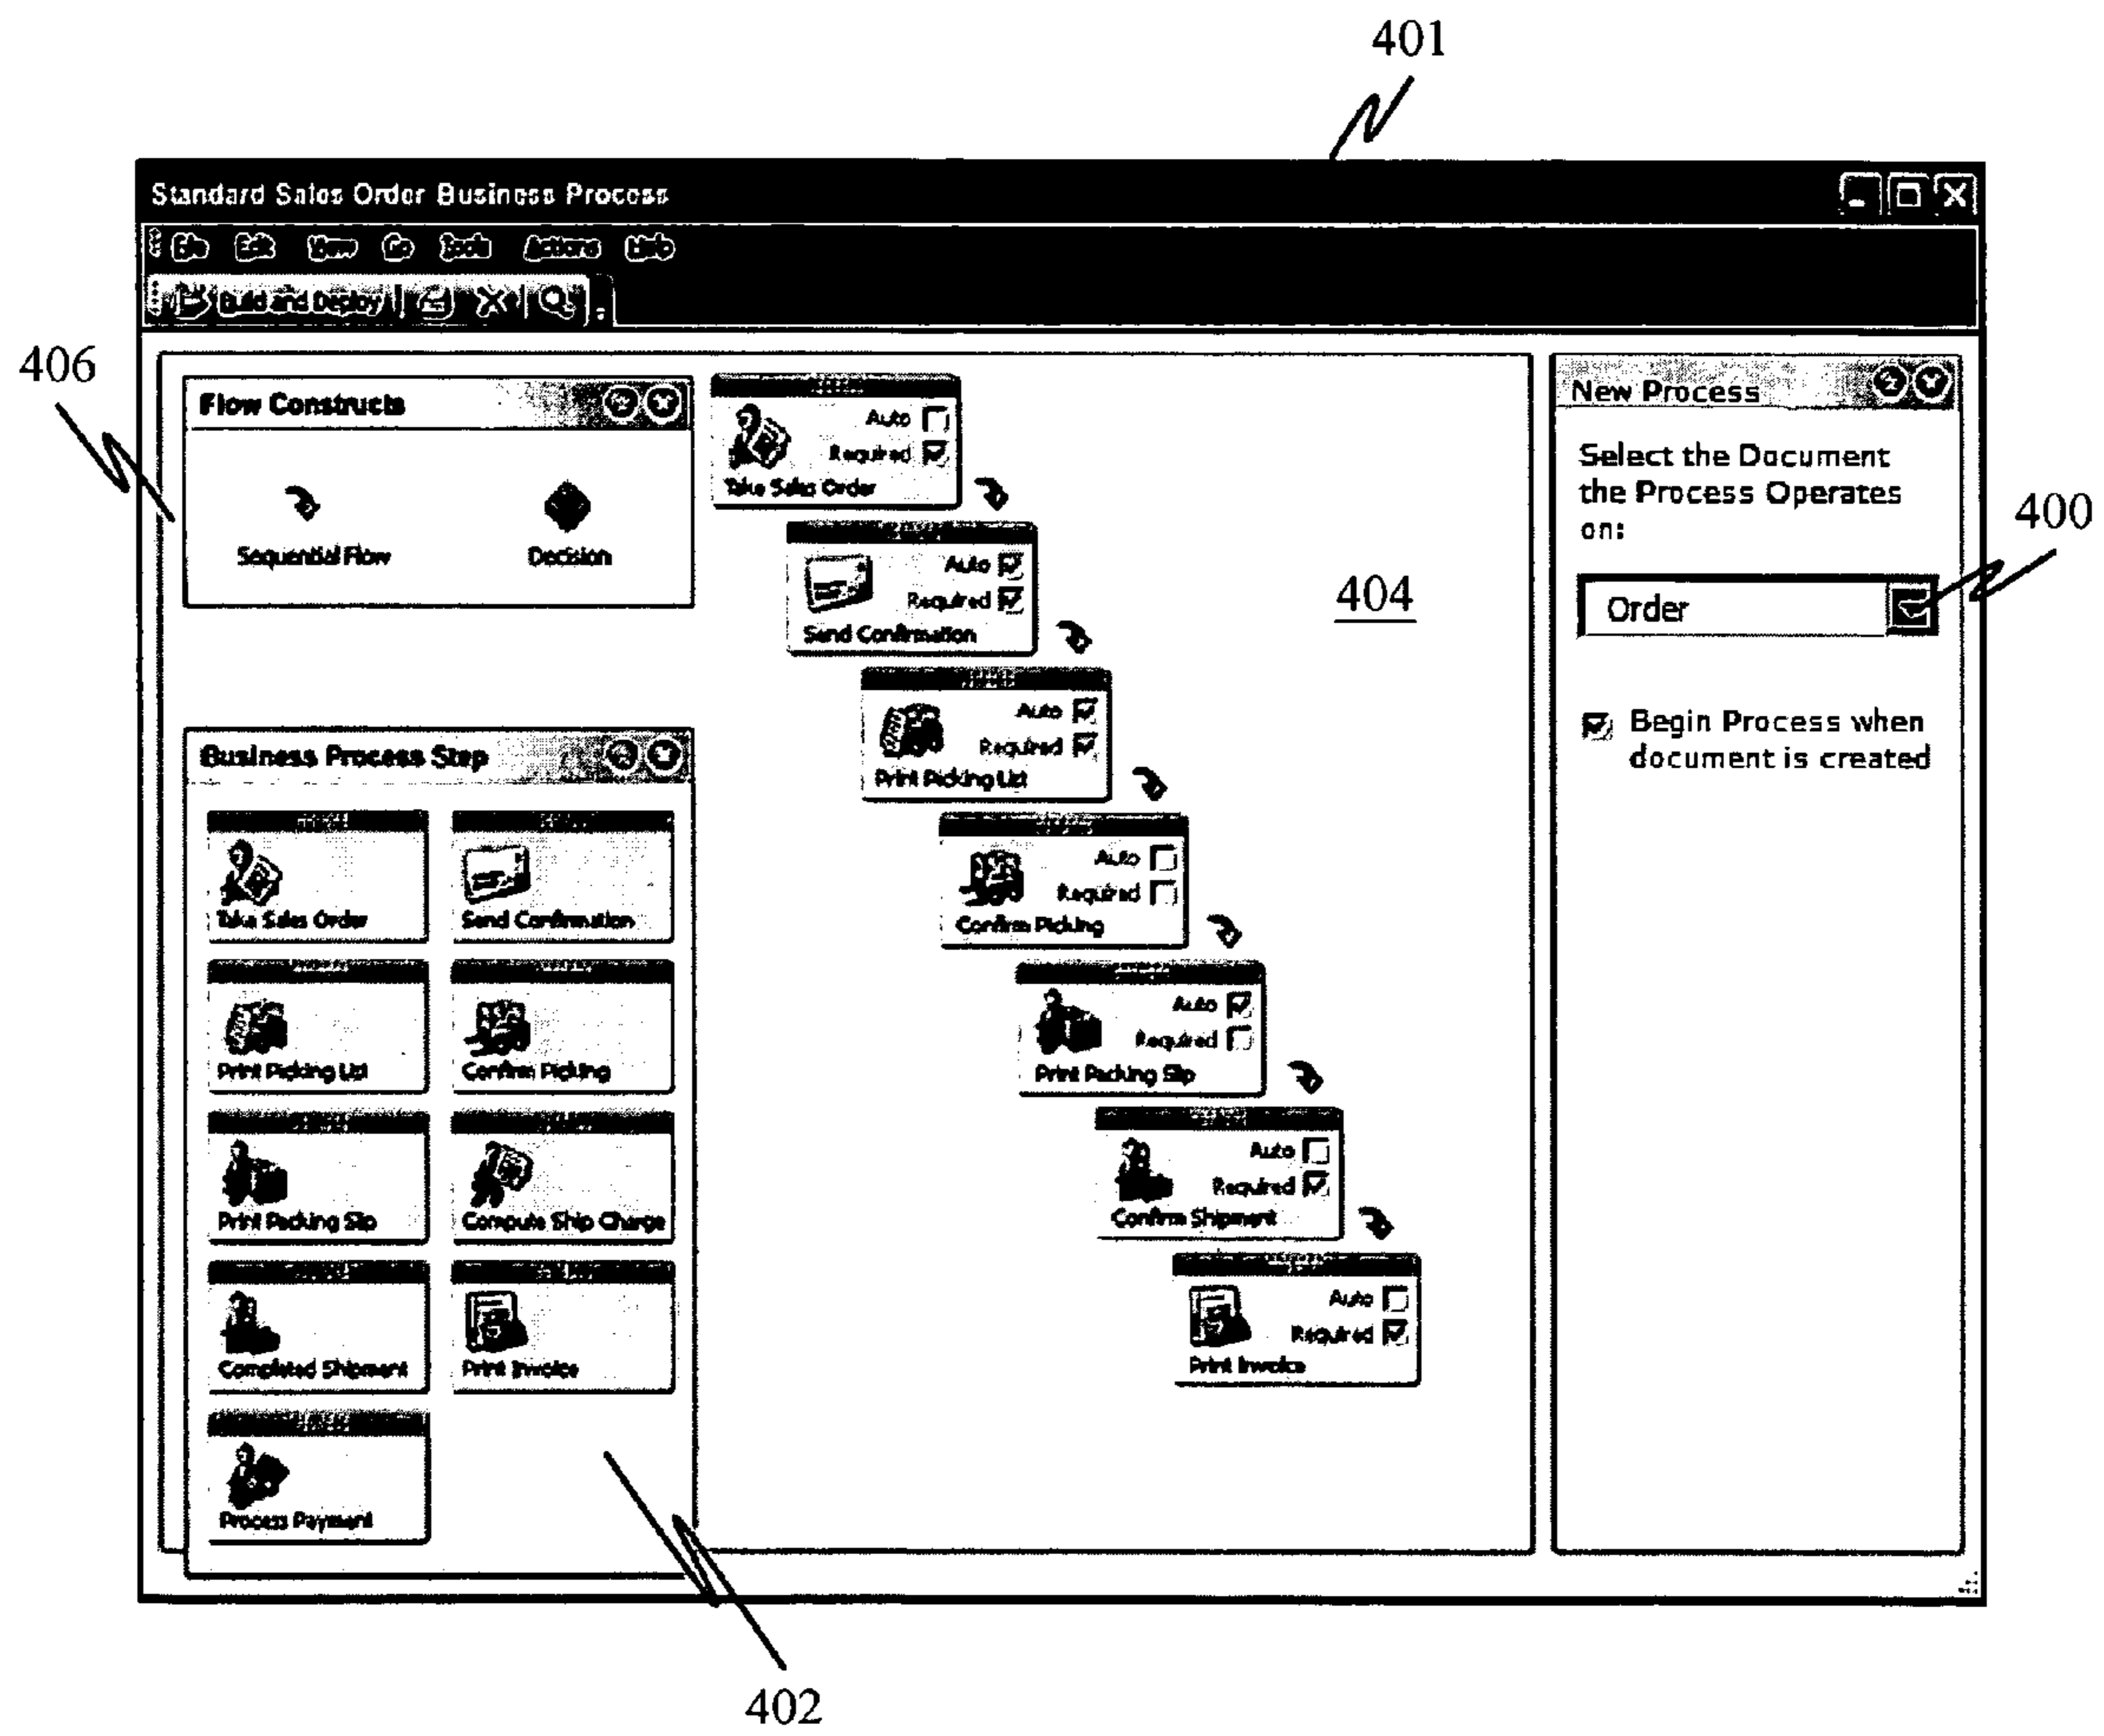 401
Standard Sales Order Business Process
File Edit View Go Tools Actions Help
Build and Deploy
406
Flow Constructs
Sequential Flow
Decision
Business Process Step
Take Sales Order
Send Confirmation
Print Picking List
Confirm Picking
Print Packing Slip
Compute Ship Charge
Completed Shipment
Print Invoice
Process Payment
402
Auto
Required
Take Sales Order
Auto
Required
Send Confirmation
Auto
Required
Print Picking List
Auto
Required
Confirm Picking
Auto
Required
Print Packing Slip
Auto
Required
Confirm Shipment
Auto
Required
Print Invoice
404
New Process
Select the Document
the Process Operates
on:
Order
400
Begin Process when
document is created